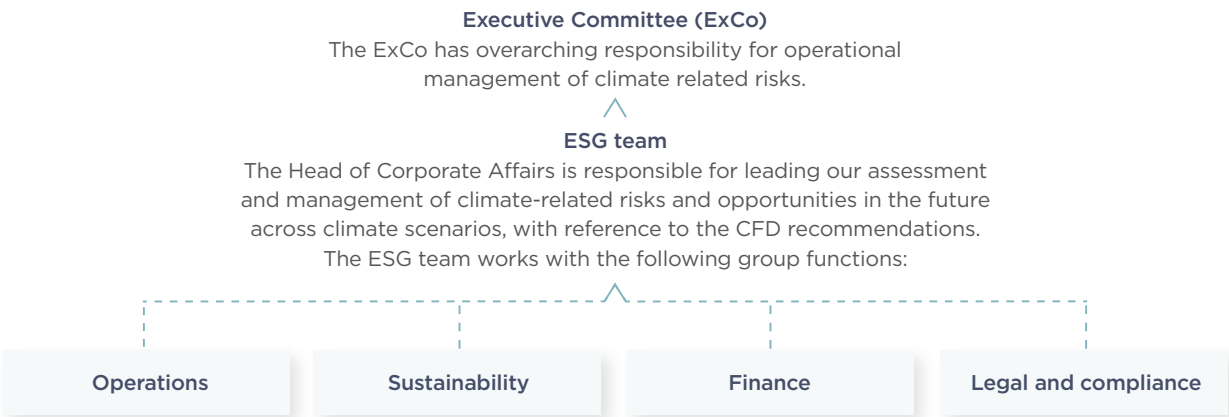 Executive Committee (ExCo)
The ExCo has overarching responsibility for operational
management of climate related risks.
ESG team
The Head of Corporate Affairs is responsible for leading our assessment
and management of climate-related risks and opportunities in the future
across climate scenarios, with reference to the CFD recommendations.
The ESG team works with the following group functions:
Operations
Sustainability
Finance
Legal and compliance